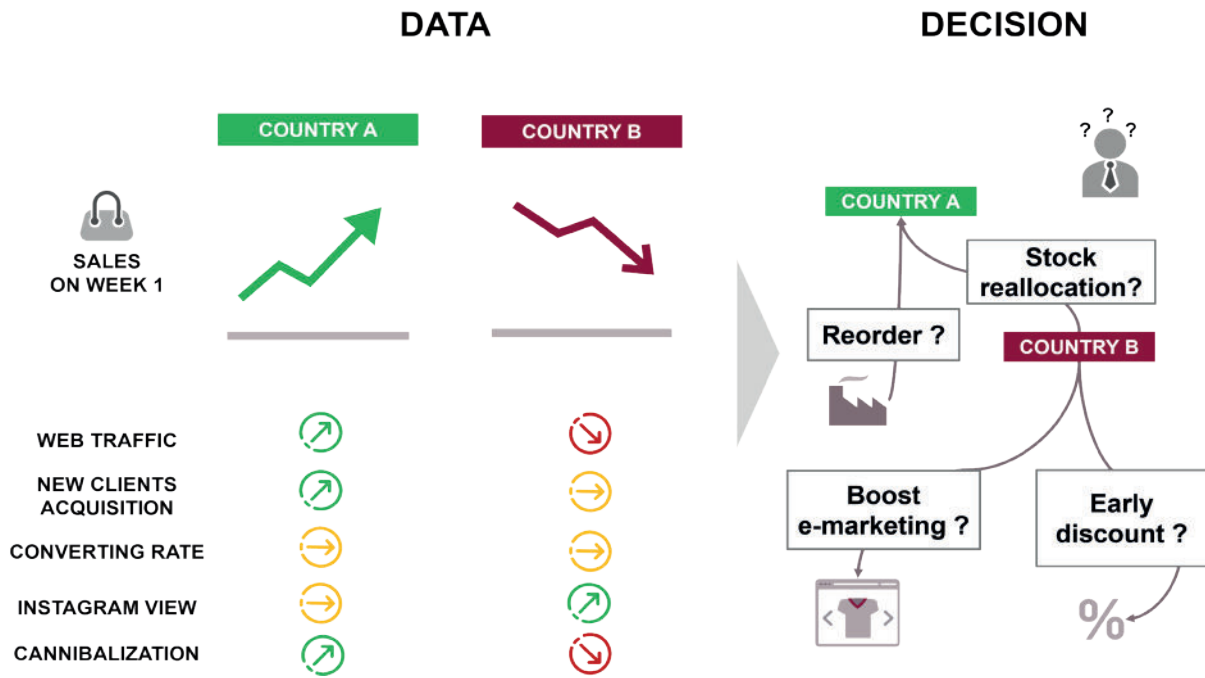 DATA
DECISION
COUNTRY A
COUNTRY B
SALES
ON WEEK 1
WEB TRAFFIC
NEW CLIENTS
ACQUISITION
CONVERTING RATE
INSTAGRAM VIEW
CANNIBALIZATION
? ? ?
COUNTRY A
Stock
reallocation?
Reorder ?
COUNTRY B
Boost
e-marketing ?
Early
discount ?
%